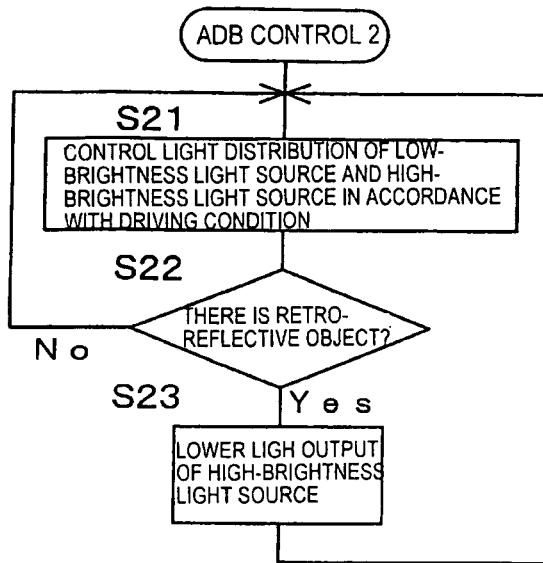 ADB CONTROL 2
S21
CONTROL LIGHT DISTRIBUTION OF LOW-
BRIGHTNESS LIGHT SOURCE AND HIGH-
BRIGHTNESS LIGHT SOURCE IN ACCORDANCE
WITH DRIVING CONDITION
S22
THERE IS RETRO-
REFLECTIVE OBJECT?
No
S23
Yes
LOWER LIGH OUTPUT
OF HIGH-BRIGHTNESS
LIGHT SOURCE